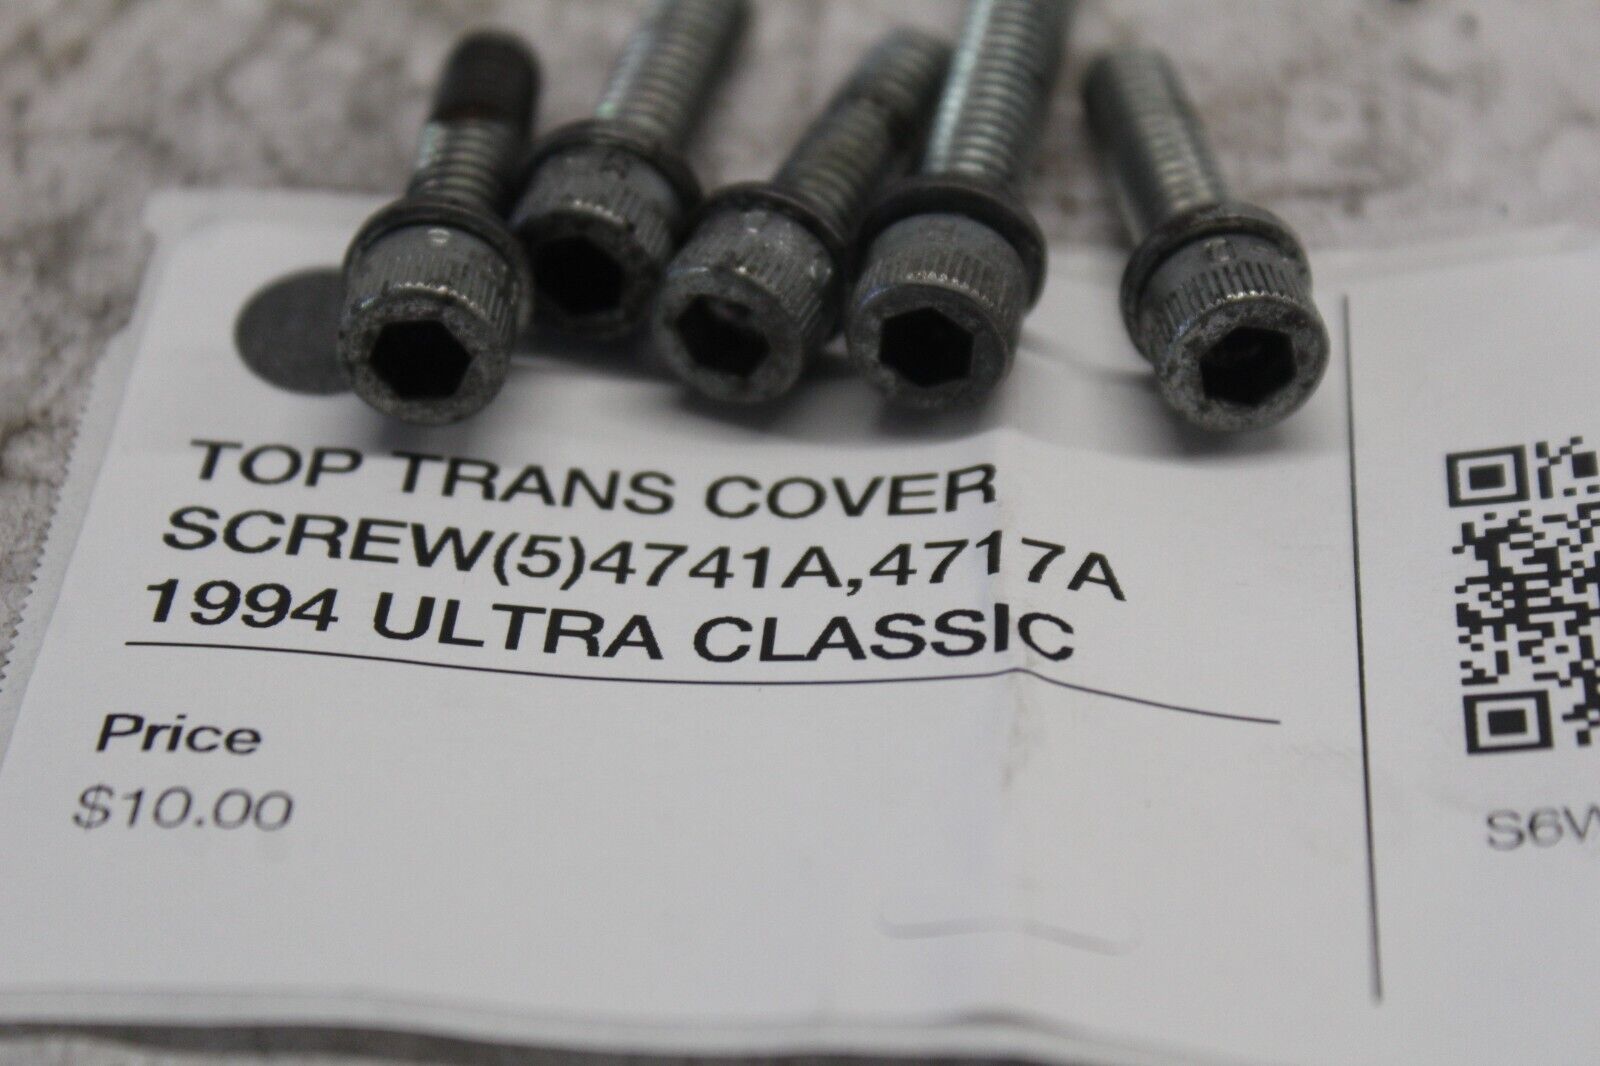 TOP TRANS COVER
SCREW(5)4741A,4717A
1994 ULTRA CLASSIC
Price
$10.00